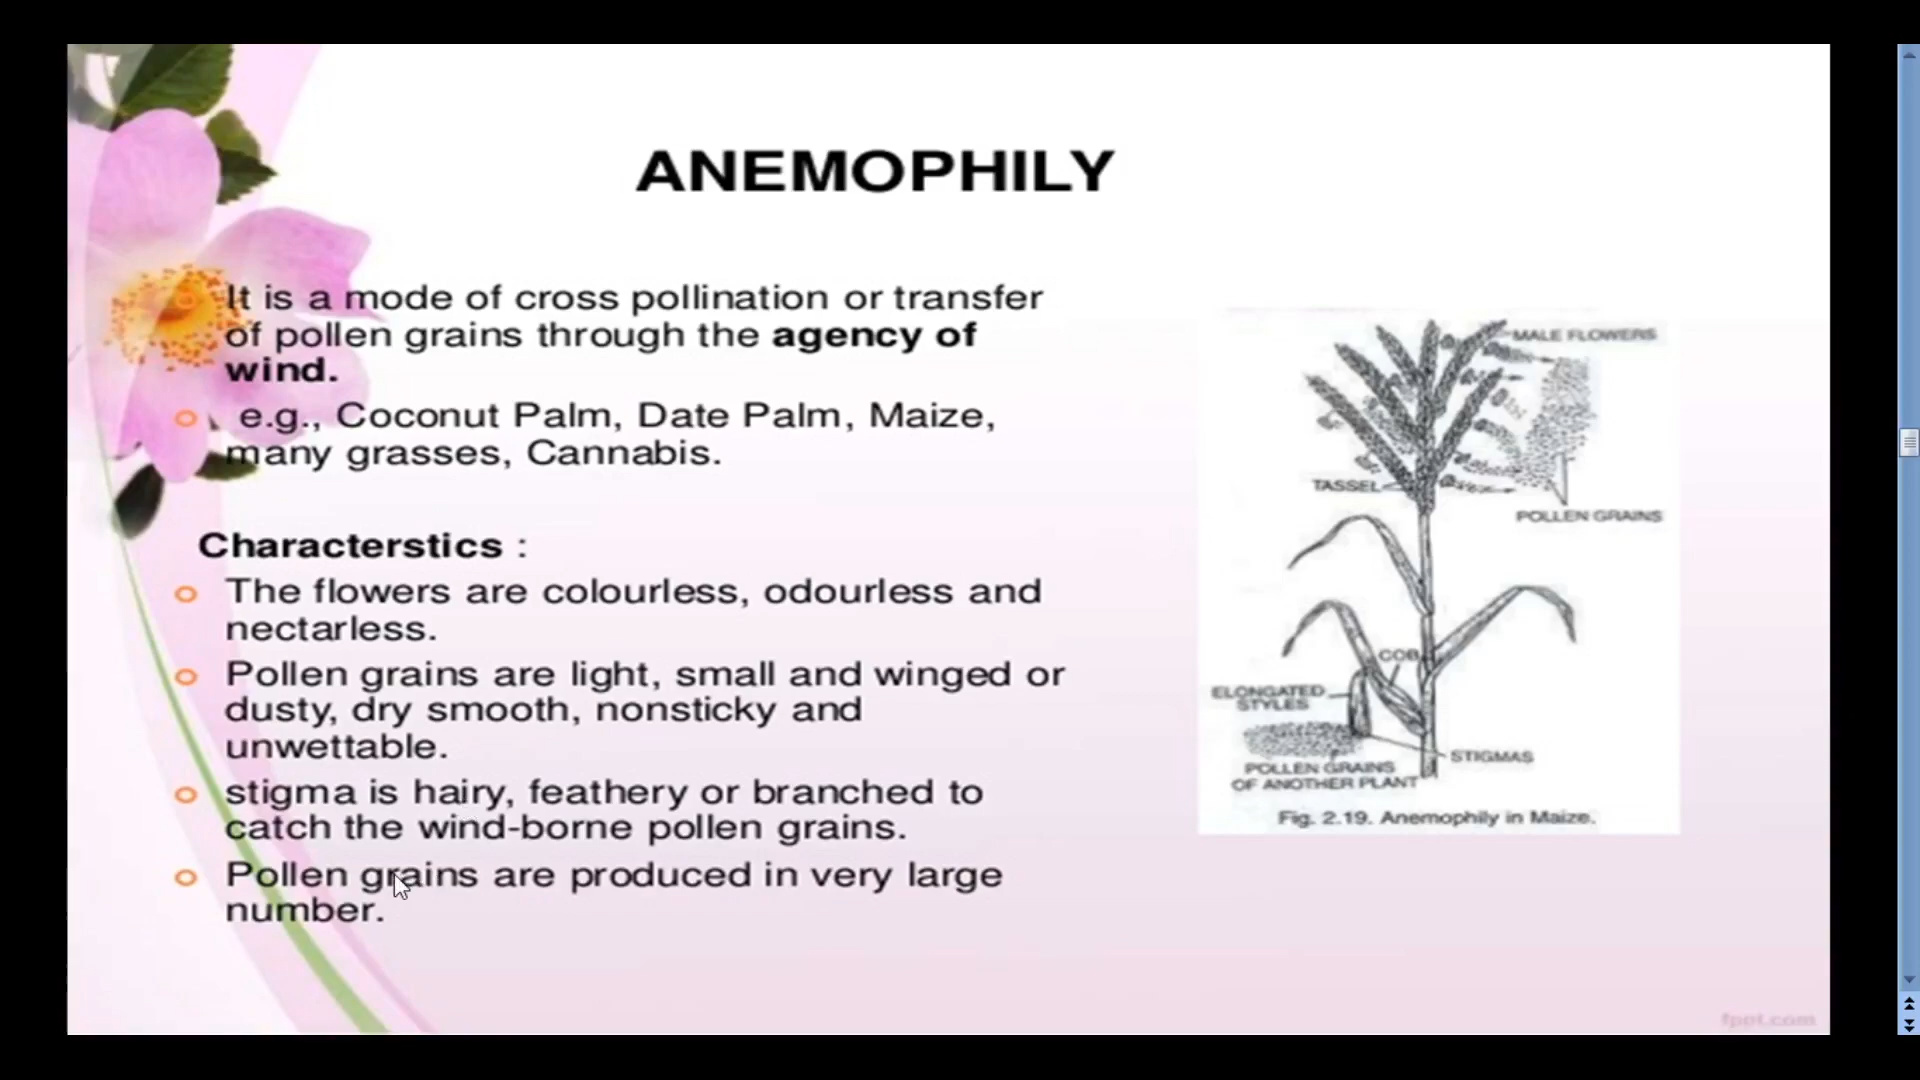 ANEMOPHILY
It is a mode of cross pollination or transfer
of pollen grains through the agency of
wind.
e.g., Coconut Palm, Date Palm, Maize,
many grasses, Cannabis.
Characterstics :
The flowers are colourless, odourless and
nectarless.
Pollen grains are light, small and winged or
dusty, dry smooth, nonsticky and
unwettable.
stigma is hairy, feathery or branched to
catch the wind-borne pollen grains.
Pollen grains are produced in very large
number.
MALE FLOWERS
TASSEL
POLLEN GRAINS
COB
ELONGATED
STYLES
STIGMAS
POLLEN GRAINS
OF ANOTHER PLANT
Fig. 2.19. Anemophily in Maize.
fppt.com